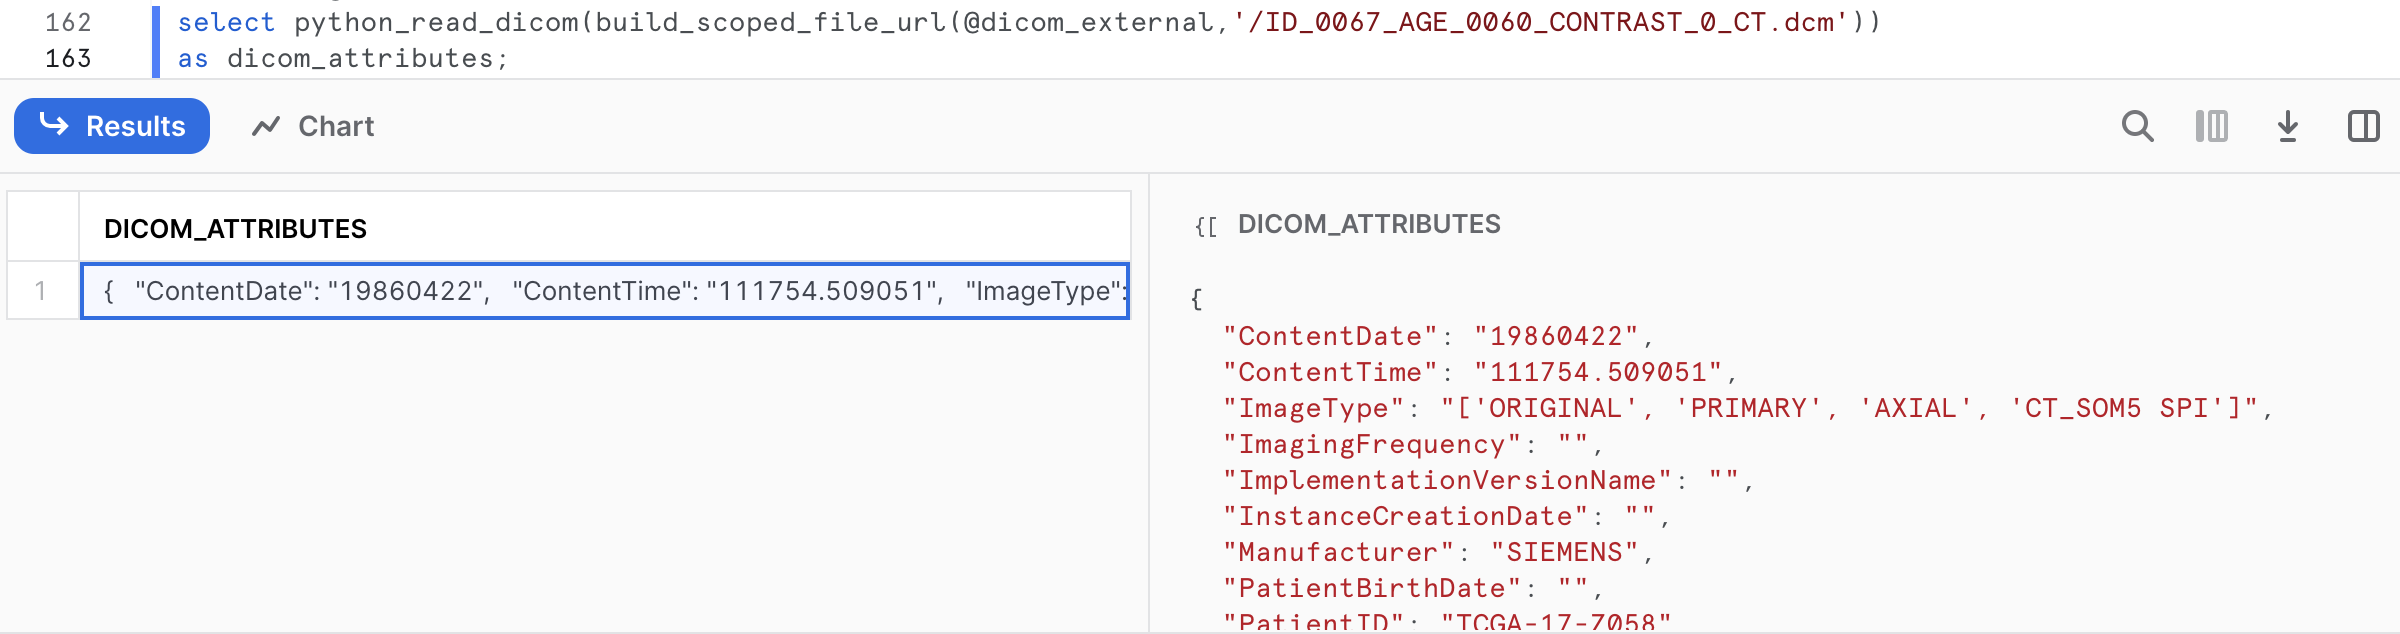 162 select python_read_dicom(build_scoped_file_url(@dicom_external,'/ID_0067_AGE_0060_CONTRAST_0_CT.dcm'))
163 as dicom_attributes;
Results Chart
DICOM_ATTRIBUTES
1 { "ContentDate": "19860422", "ContentTime": "111754.509051", "ImageType":
{[ DICOM_ATTRIBUTES
{
"ContentDate": "19860422",
"ContentTime": "111754.509051",
"ImageType": "['ORIGINAL', 'PRIMARY', 'AXIAL', 'CT_SOM5 SPI']",
"ImagingFrequency": "",
"ImplementationVersionName": "",
"InstanceCreationDate": "",
"Manufacturer": "SIEMENS",
"PatientBirthDate": "",
"PatientID": "TCGA-17-Z058"